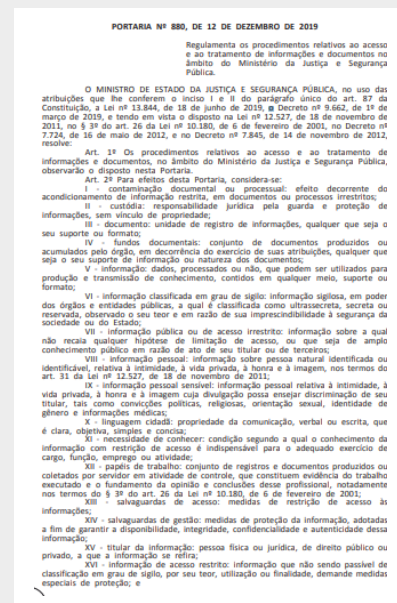 PORTARIA Nº 880, DE 12 DE DEZEMBRO DE 2019
Regulamenta os procedimentos relativos ao acesso
e ao tratamento de informações e documentos no
âmbito do Ministério da Justiça e Segurança
Pública.
O MINISTRO DE ESTADO DA JUSTIÇA E SEGURANÇA PÚBLICA, no uso das
atribuições que lhe conferem o inciso I e II do parágrafo único do art. 87 da
Constituição, a Lei nº 13.844, de 18 de junho de 2019, o Decreto nº 9.662, de 1º de
março de 2019, e tendo em vista o disposto na Lei nº 12.527, de 18 de novembro de
2011, no § 3º do art. 26 da Lei nº 10.180, de 6 de fevereiro de 2001, no Decreto nº
7.724, de 16 de maio de 2012, e no Decreto nº 7.845, de 14 de novembro de 2012,
resolve:
Art. 1º Os procedimentos relativos ao acesso e ao tratamento de
informações e documentos, no âmbito do Ministério da Justiça e Segurança Pública,
observarão o disposto nesta Portaria.
Art. 2º Para efeitos desta Portaria, considera-se:
I - contaminação documental ou processual: efeito decorrente do
acondicionamento de informação restrita, em documentos ou processos irrestritos;
II - custódia: responsabilidade jurídica pela guarda e proteção de
informações, sem vínculo de propriedade;
III - documento: unidade de registro de informações, qualquer que seja o
seu suporte ou formato;
IV - fundos documentais: conjunto de documentos produzidos ou
acumulados pelo órgão, em decorrência do exercício de suas atribuições, qualquer que
seja o seu suporte de informação ou natureza dos documentos;
V - informação: dados, processados ou não, que podem ser utilizados para
produção e transmissão de conhecimento, contidos em qualquer meio, suporte ou
formato;
VI - informação classificada em grau de sigilo: informação sigilosa, em poder
dos órgãos e entidades públicas, a qual é classificada como ultrassecreta, secreta ou
reservada, observado o seu teor e em razão de sua imprescindibilidade à segurança da
sociedade ou do Estado;
VII - informação pública ou de acesso irrestrito: informação sobre a qual
não recaia qualquer hipótese de limitação de acesso, ou que seja de amplo
conhecimento público em razão de ato de seu titular ou de terceiros;
VIII - informação pessoal: informação sobre pessoa natural identificada ou
identificável, relativa à intimidade, à vida privada, à honra e à imagem, nos termos do
art. 31 da Lei nº 12.527, de 18 de novembro de 2011;
IX - informação pessoal sensível: informação pessoal relativa à intimidade, à
vida privada, à honra e à imagem cuja divulgação possa ensejar discriminação de seu
titular, tais como convicções políticas, religiosas, orientação sexual, identidade de
gênero e informações médicas;
X - linguagem cidadã: propriedade da comunicação, verbal ou escrita, que
é clara, objetiva, simples e concisa;
XI - necessidade de conhecer: condição segundo a qual o conhecimento da
informação com restrição de acesso é indispensável para o adequado exercício de
cargo, função, emprego ou atividade;
XII - papéis de trabalho: conjunto de registros e documentos produzidos ou
coletados por servidor em atividade de controle, que constituem evidência do trabalho
executado e o fundamento da opinião e conclusões desse profissional, notadamente
nos termos do § 3º do art. 26 da Lei nº 10.180, de 6 de fevereiro de 2001;
XIII - salvaguardas de acesso: medidas de restrição de acesso às
informações;
XIV - salvaguardas de gestão: medidas de proteção da informação, adotadas
a fim de garantir a disponibilidade, integridade, confidencialidade e autenticidade dessa
informação;
XV - titular da informação: pessoa física ou jurídica, de direito público ou
privado, a que a informação se refira;
XVI - informação de acesso restrito: informação que não sendo passível de
classificação em grau de sigilo, por seu teor, utilização ou finalidade, demande medidas
especiais de proteção; e